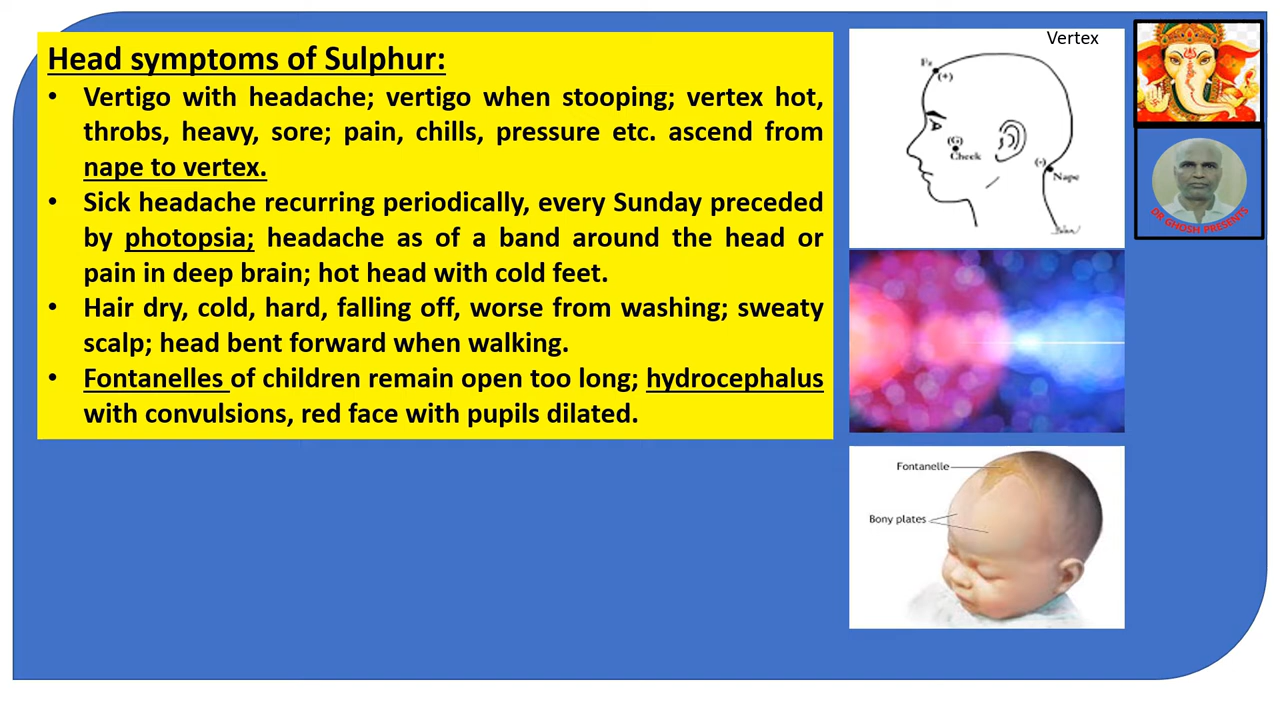 Head symptoms of Sulphur:
• Vertigo with headache; vertigo when stooping; vertex hot,
throbs, heavy, sore; pain, chills, pressure etc. ascend from
nape to vertex.
• Sick headache recurring periodically, every Sunday preceded
by photopsia; headache as of a band around the head or
pain in deep brain; hot head with cold feet.
• Hair dry, cold, hard, falling off, worse from washing; sweaty
scalp; head bent forward when walking.
• Fontanelles of children remain open too long; hydrocephalus
with convulsions, red face with pupils dilated.
Vertex
(+)
(G)
Cheek
(-)
Nape
Fontanelle
Bony plates
DR GHOSH PRESENTS